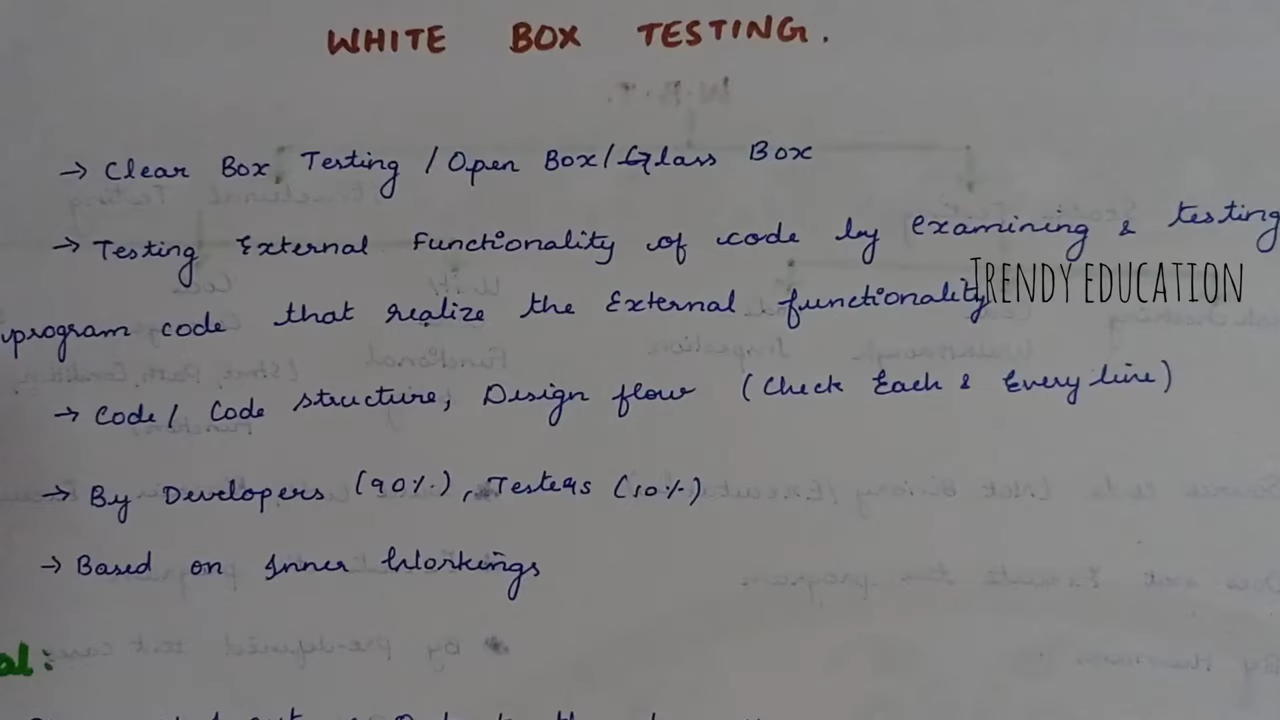 WHITE BOX TESTING.
→ Clear Box Testing / Open Box / Glass Box
→ Testing External Functionality of code by examining & testing
TRENDY EDUCATION
program code that realize the External functionality
→ Code / Code structure, Design flow (Check Each & Every line)
→ By Developers (90%), Testers (10%)
→ Based on Inner Workings
al: